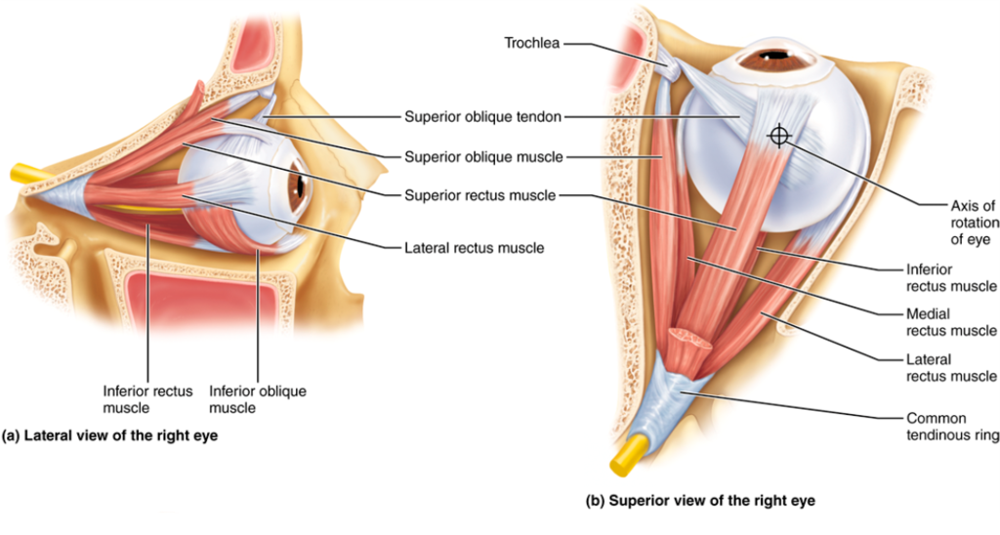 Trochlea
Superior oblique tendon
Superior oblique muscle
Superior rectus muscle
Lateral rectus muscle
Inferior rectus
muscle
Inferior oblique
muscle
(a) Lateral view of the right eye
Axis of
rotation
of eye
Inferior
rectus muscle
Medial
rectus muscle
Lateral
rectus muscle
Common
tendinous ring
(b) Superior view of the right eye